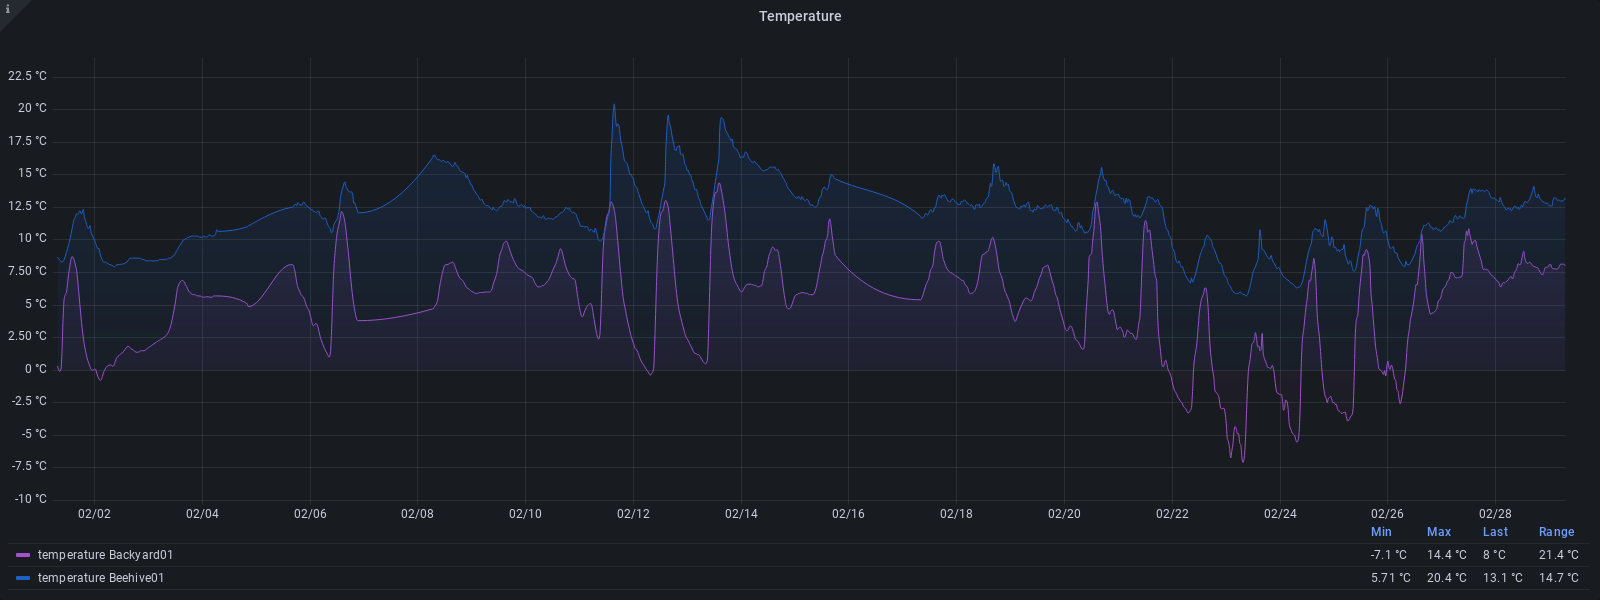 i
Temperature
22.5 °C
20 °C
17.5 °C
15 °C
12.5 °C
10 °C
7.50 °C
5 °C
2.50 °C
0 °C
-2.5 °C
-5 °C
-7.5 °C
-10 °C
02/02 02/04 02/06 02/08 02/10 02/12 02/14 02/16 02/18 02/20 02/22 02/24 02/26 02/28
Min Max Last Range
temperature Backyard01 -7.1 °C 14.4 °C 8 °C 21.4 °C
temperature Beehive01 5.71 °C 20.4 °C 13.1 °C 14.7 °C